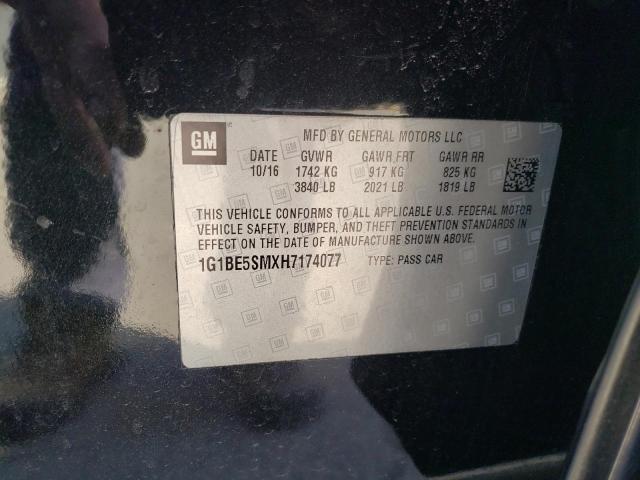 GM
MFD BY GENERAL MOTORS LLC
DATE GVWR GAWR FRT GAWR RR
10/16 1742 KG 917 KG 825 KG
3840 LB 2021 LB 1819 LB
THIS VEHICLE CONFORMS TO ALL APPLICABLE U.S. FEDERAL MOTOR
VEHICLE SAFETY, BUMPER, AND THEFT PREVENTION STANDARDS IN
EFFECT ON THE DATE OF MANUFACTURE SHOWN ABOVE.
1G1BE5SMXH7174077 TYPE: PASS CAR